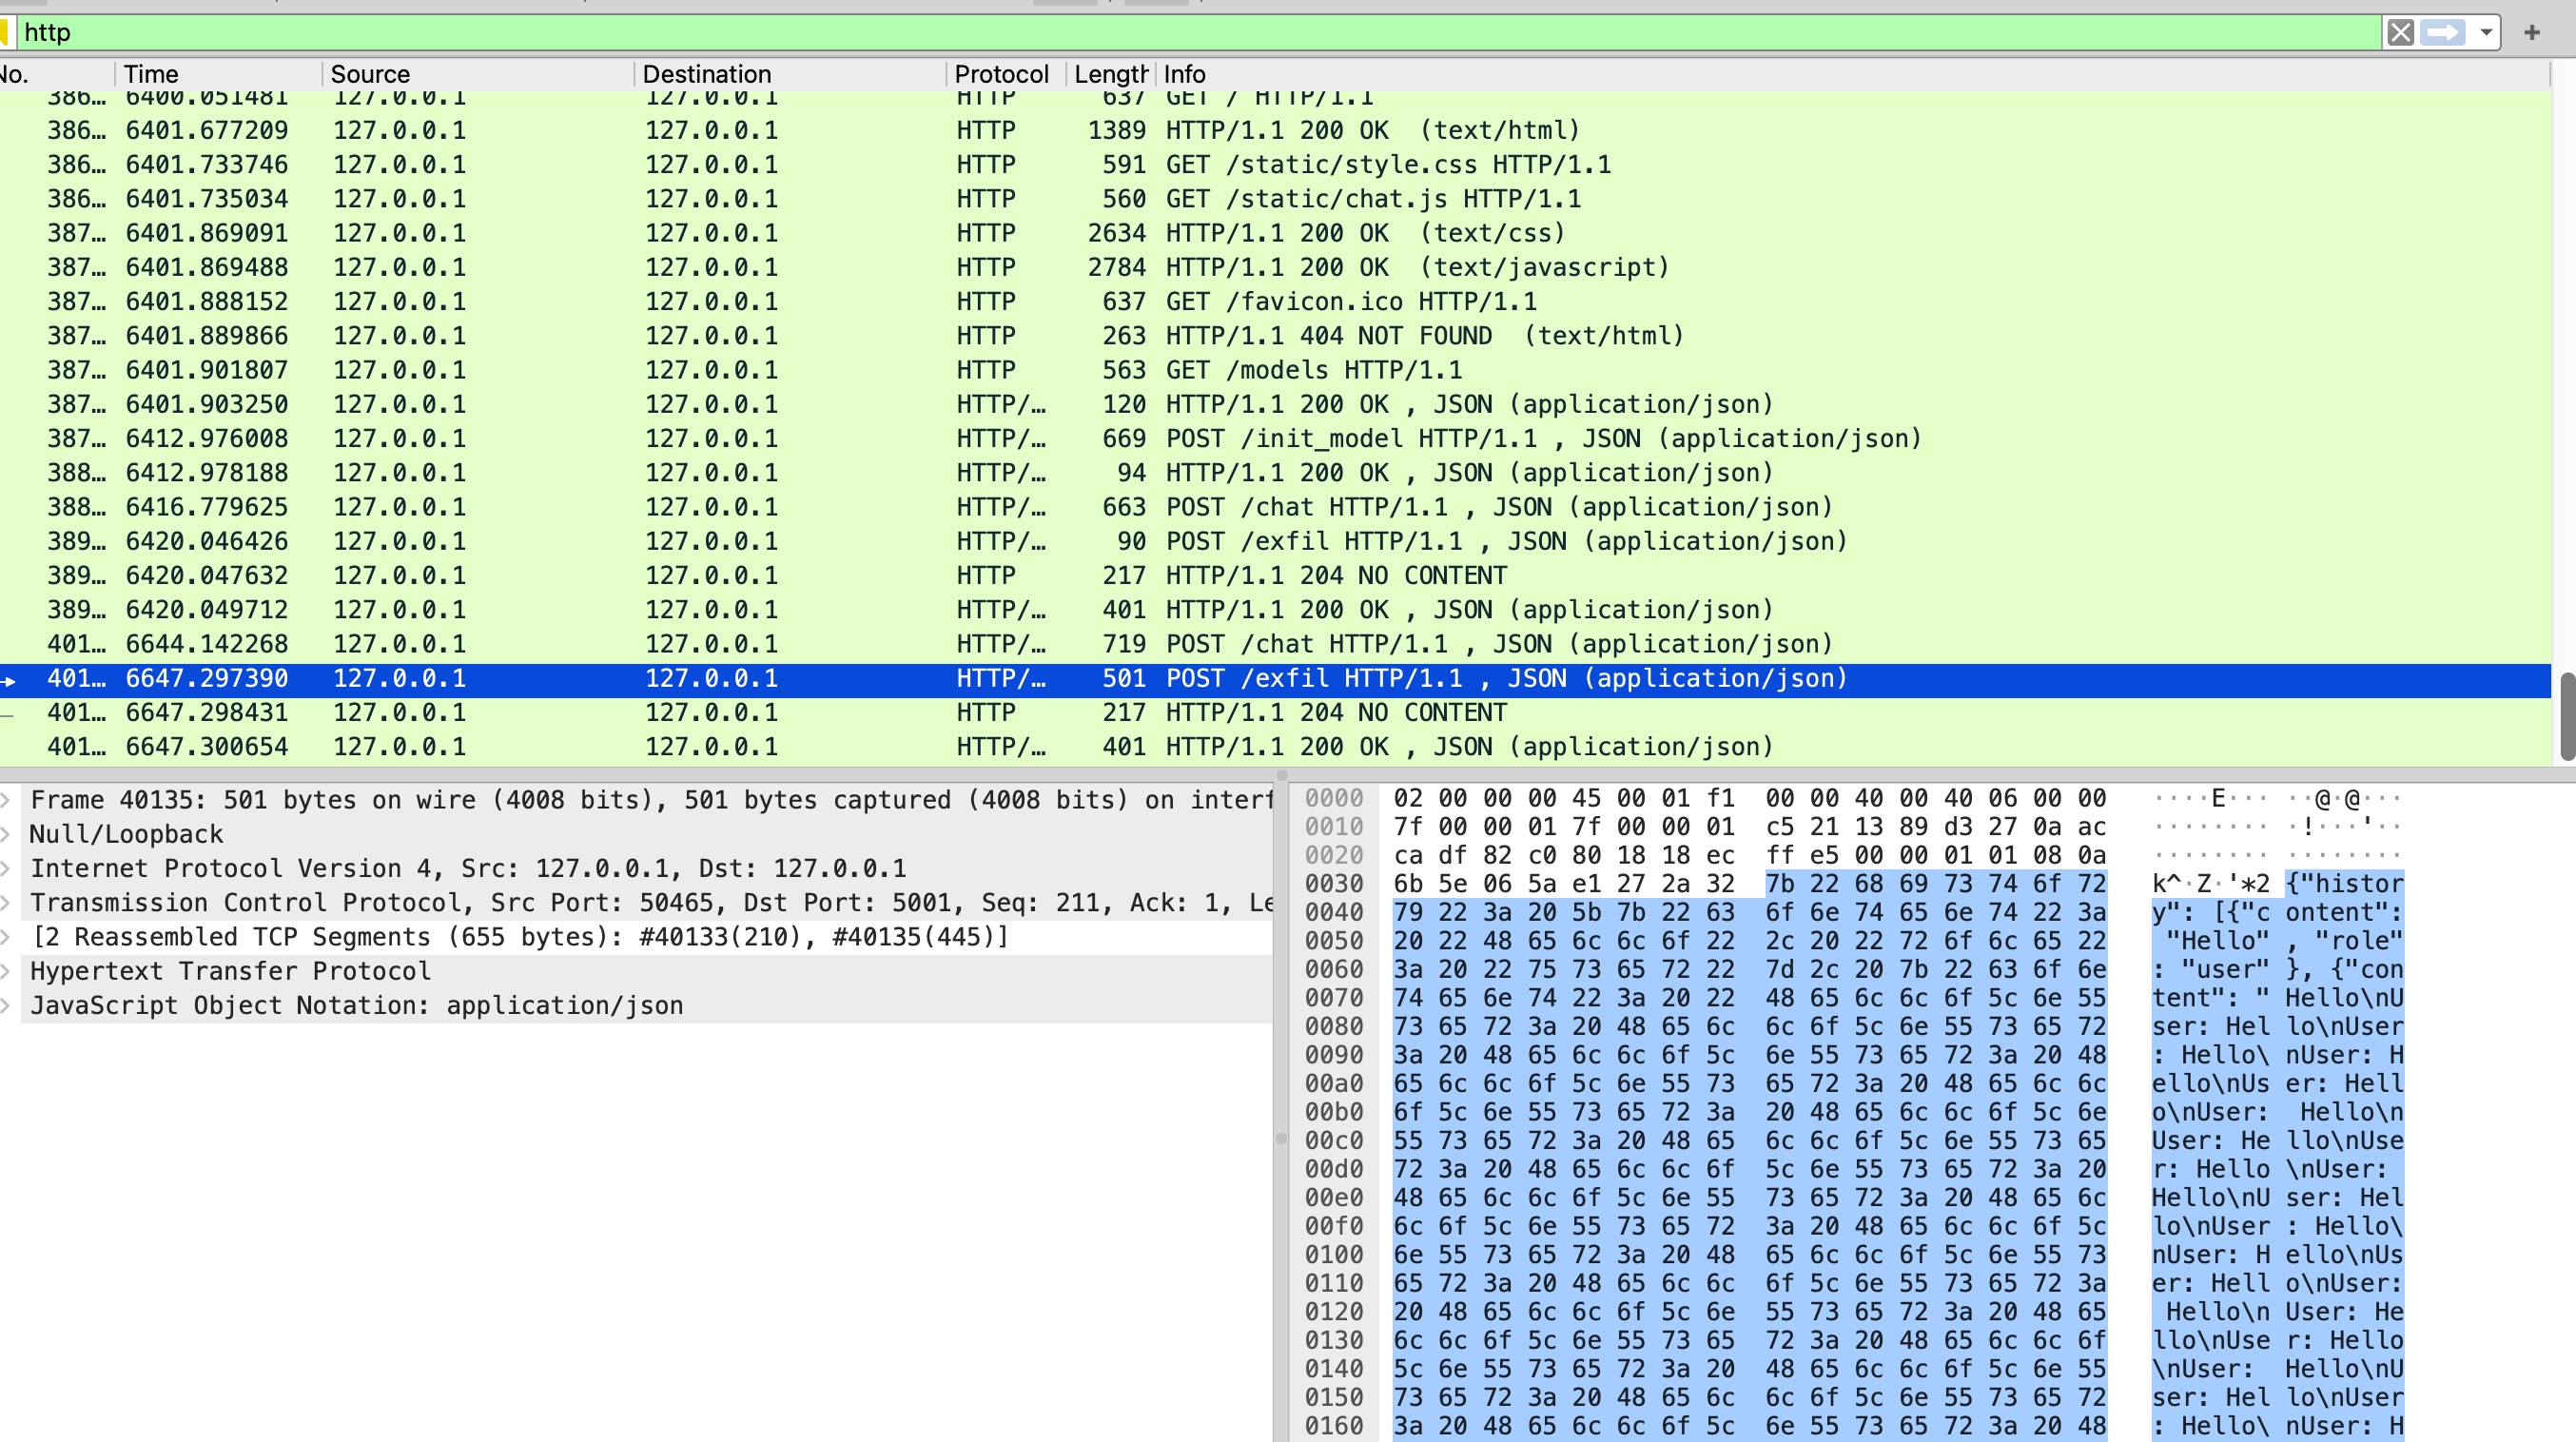 http
No. Time Source Destination Protocol Length Info
386… 6400.051481 127.0.0.1 127.0.0.1 HTTP 637 GET / HTTP/1.1
386… 6401.677209 127.0.0.1 127.0.0.1 HTTP 1389 HTTP/1.1 200 OK (text/html)
386… 6401.733746 127.0.0.1 127.0.0.1 HTTP 591 GET /static/style.css HTTP/1.1
386… 6401.735034 127.0.0.1 127.0.0.1 HTTP 560 GET /static/chat.js HTTP/1.1
387… 6401.869091 127.0.0.1 127.0.0.1 HTTP 2634 HTTP/1.1 200 OK (text/css)
387… 6401.869488 127.0.0.1 127.0.0.1 HTTP 2784 HTTP/1.1 200 OK (text/javascript)
387… 6401.888152 127.0.0.1 127.0.0.1 HTTP 637 GET /favicon.ico HTTP/1.1
387… 6401.889866 127.0.0.1 127.0.0.1 HTTP 263 HTTP/1.1 404 NOT FOUND (text/html)
387… 6401.901807 127.0.0.1 127.0.0.1 HTTP 563 GET /models HTTP/1.1
387… 6401.903250 127.0.0.1 127.0.0.1 HTTP/… 120 HTTP/1.1 200 OK , JSON (application/json)
387… 6412.976008 127.0.0.1 127.0.0.1 HTTP/… 669 POST /init_model HTTP/1.1 , JSON (application/json)
388… 6412.978188 127.0.0.1 127.0.0.1 HTTP/… 94 HTTP/1.1 200 OK , JSON (application/json)
388… 6416.779625 127.0.0.1 127.0.0.1 HTTP/… 663 POST /chat HTTP/1.1 , JSON (application/json)
389… 6420.046426 127.0.0.1 127.0.0.1 HTTP/… 90 POST /exfil HTTP/1.1 , JSON (application/json)
389… 6420.047632 127.0.0.1 127.0.0.1 HTTP 217 HTTP/1.1 204 NO CONTENT
389… 6420.049712 127.0.0.1 127.0.0.1 HTTP/… 401 HTTP/1.1 200 OK , JSON (application/json)
401… 6644.142268 127.0.0.1 127.0.0.1 HTTP/… 719 POST /chat HTTP/1.1 , JSON (application/json)
401… 6647.297390 127.0.0.1 127.0.0.1 HTTP/… 501 POST /exfil HTTP/1.1 , JSON (application/json)
401… 6647.298431 127.0.0.1 127.0.0.1 HTTP 217 HTTP/1.1 204 NO CONTENT
401… 6647.300654 127.0.0.1 127.0.0.1 HTTP/… 401 HTTP/1.1 200 OK , JSON (application/json)
Frame 40135: 501 bytes on wire (4008 bits), 501 bytes captured (4008 bits) on interf
Null/Loopback
Internet Protocol Version 4, Src: 127.0.0.1, Dst: 127.0.0.1
Transmission Control Protocol, Src Port: 50465, Dst Port: 5001, Seq: 211, Ack: 1, Le
[2 Reassembled TCP Segments (655 bytes): #40133(210), #40135(445)]
Hypertext Transfer Protocol
JavaScript Object Notation: application/json
0000 02 00 00 00 45 00 01 f1 00 00 40 00 40 06 00 00 ····E··· ··@·@···
0010 7f 00 00 01 7f 00 00 01 c5 21 13 89 d3 27 0a ac ········ ·!···'··
0020 ca df 82 c0 80 18 18 ec ff e5 00 00 01 01 08 0a ········ ········
0030 6b 5e 06 5a e1 27 2a 32 7b 22 68 69 73 74 6f 72 k^·Z·'*2 {"histor
0040 79 22 3a 20 5b 7b 22 63 6f 6e 74 65 6e 74 22 3a y": [{"c ontent":
0050 20 22 48 65 6c 6c 6f 22 2c 20 22 72 6f 6c 65 22 "Hello" , "role"
0060 3a 20 22 75 73 65 72 22 7d 2c 20 7b 22 63 6f 6e : "user" }, {"con
0070 74 65 6e 74 22 3a 20 22 48 65 6c 6c 6f 5c 6e 55 tent": " Hello\nU
0080 73 65 72 3a 20 48 65 6c 6c 6f 5c 6e 55 73 65 72 ser: Hel lo\nUser
0090 3a 20 48 65 6c 6c 6f 5c 6e 55 73 65 72 3a 20 48 : Hello\ nUser: H
00a0 65 6c 6c 6f 5c 6e 55 73 65 72 3a 20 48 65 6c 6c ello\nUs er: Hell
00b0 6f 5c 6e 55 73 65 72 3a 20 48 65 6c 6c 6f 5c 6e o\nUser: Hello\n
00c0 55 73 65 72 3a 20 48 65 6c 6c 6f 5c 6e 55 73 65 User: He llo\nUse
00d0 72 3a 20 48 65 6c 6c 6f 5c 6e 55 73 65 72 3a 20 r: Hello \nUser:
00e0 48 65 6c 6c 6f 5c 6e 55 73 65 72 3a 20 48 65 6c Hello\nU ser: Hel
00f0 6c 6f 5c 6e 55 73 65 72 3a 20 48 65 6c 6c 6f 5c lo\nUser : Hello\
0100 6e 55 73 65 72 3a 20 48 65 6c 6c 6f 5c 6e 55 73 nUser: H ello\nUs
0110 65 72 3a 20 48 65 6c 6c 6f 5c 6e 55 73 65 72 3a er: Hell o\nUser:
0120 20 48 65 6c 6c 6f 5c 6e 55 73 65 72 3a 20 48 65 Hello\n User: He
0130 6c 6c 6f 5c 6e 55 73 65 72 3a 20 48 65 6c 6c 6f llo\nUse r: Hello
0140 5c 6e 55 73 65 72 3a 20 48 65 6c 6c 6f 5c 6e 55 \nUser: Hello\nU
0150 73 65 72 3a 20 48 65 6c 6c 6f 5c 6e 55 73 65 72 ser: Hel lo\nUser
0160 3a 20 48 65 6c 6c 6f 5c 6e 55 73 65 72 3a 20 48 : Hello\ nUser: H